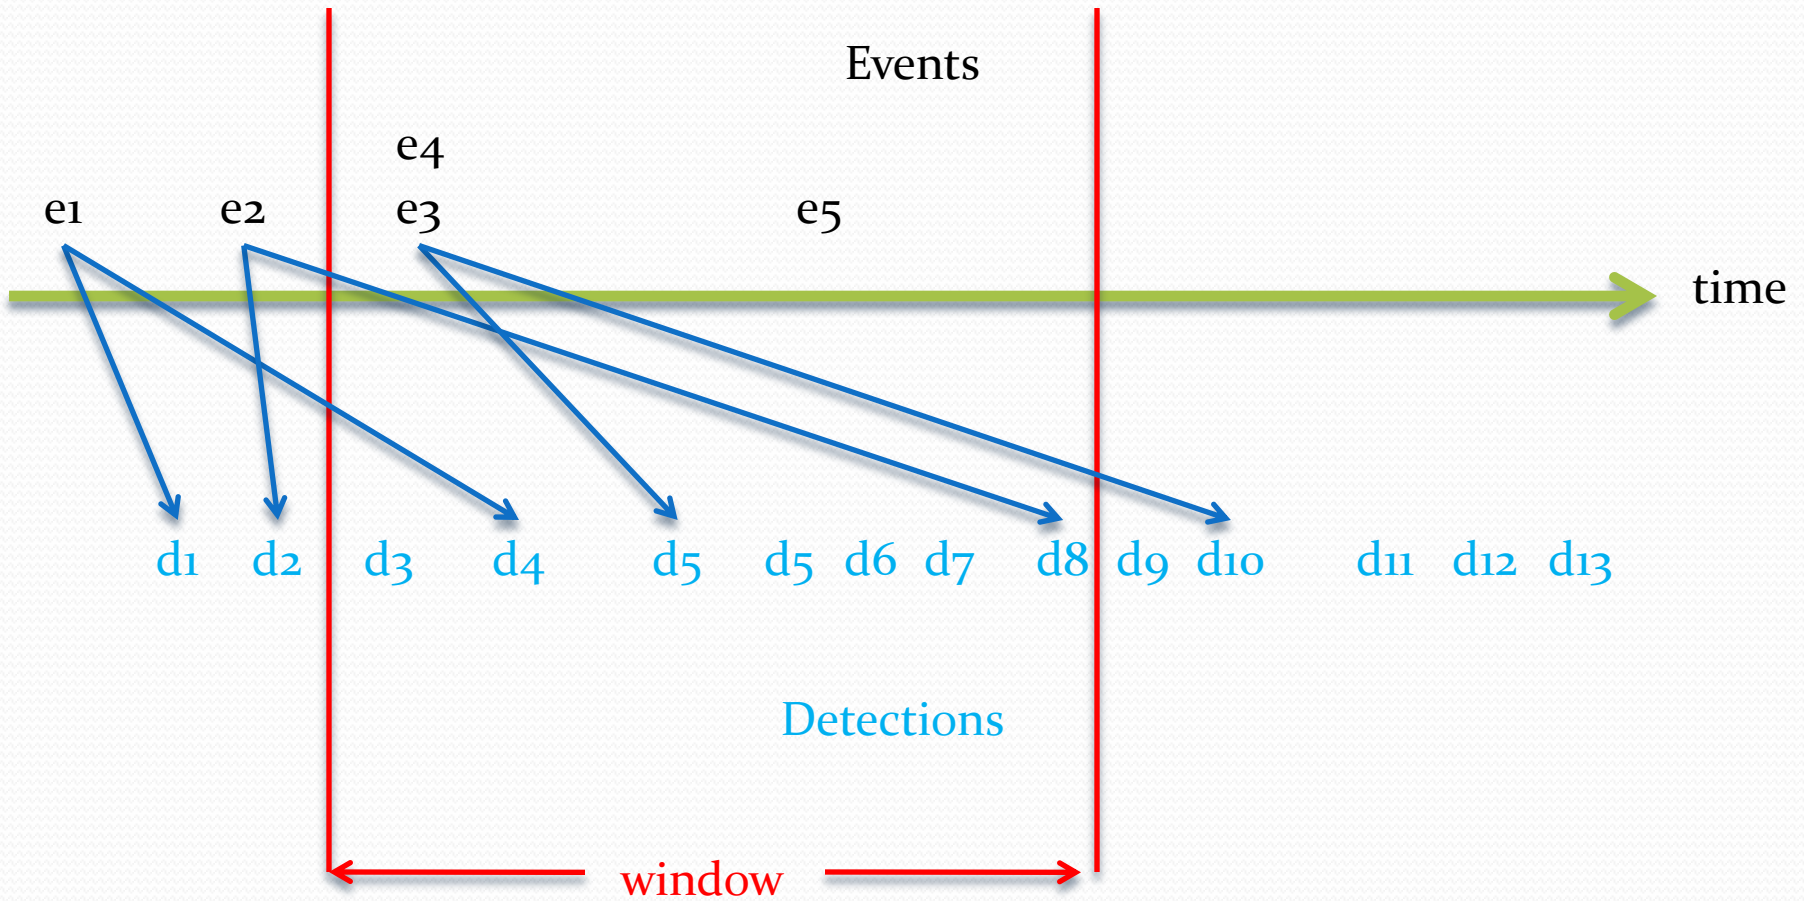 Events
e4
e1 e2 e3 e5
time
d1 d2 d3 d4 d5 d5 d6 d7 d8 d9 d10 d11 d12 d13
Detections
window